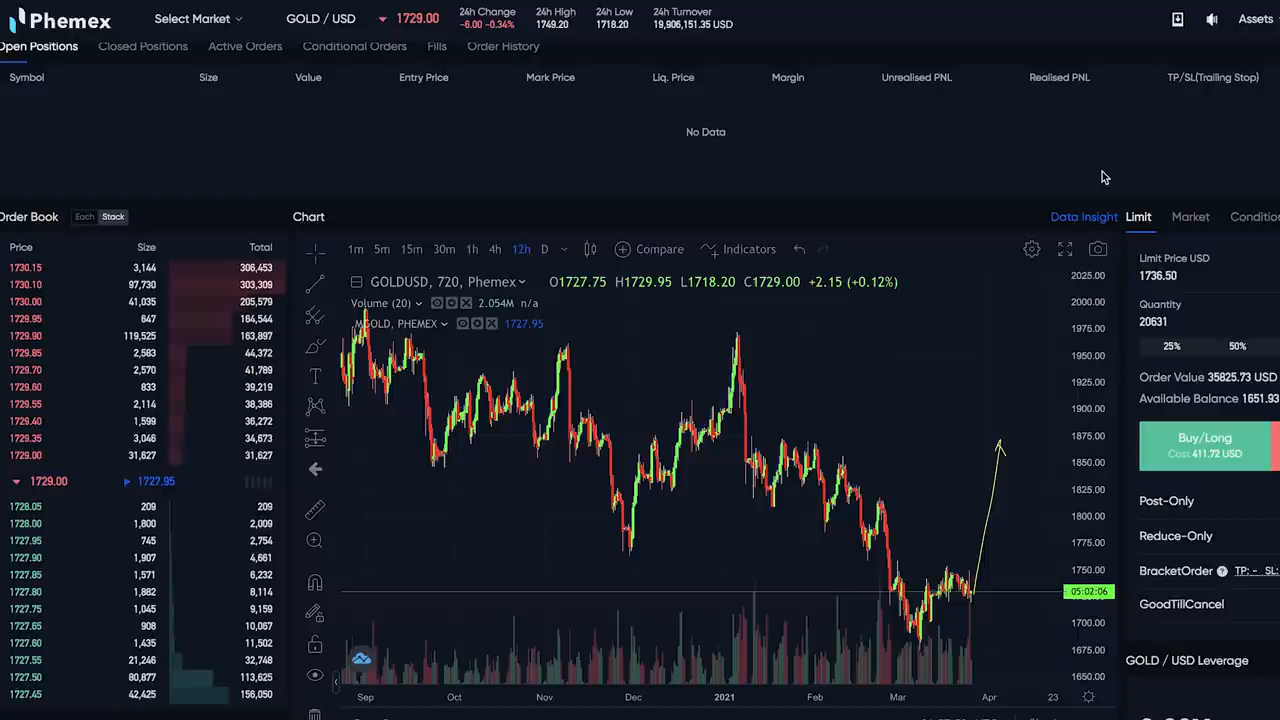 Phemex
Select Market
GOLD / USD
1729.00
24h Change
-6.00 -0.34%
24h High
1749.20
24h Low
1718.20
24h Turnover
19,906,151.35 USD
Assets
Open Positions
Closed Positions
Active Orders
Conditional Orders
Fills
Order History
Symbol Size Value Entry Price Mark Price Liq. Price Margin Unrealised PNL Realised PNL TP/SL(Trailing Stop)
No Data
Order Book
Each Stack
Price Size Total
1730.15 3,144 306,453
1730.10 97,730 303,309
1730.00 41,035 205,579
1729.95 647 164,544
1729.90 119,525 163,897
1729.85 2,583 44,372
1729.70 2,570 41,789
1729.60 833 39,219
1729.55 2,114 38,386
1729.40 1,599 36,272
1729.35 3,046 34,673
1729.00 31,627 31,627
1729.00 1727.95
1728.05 209 209
1728.00 1,800 2,009
1727.95 745 2,754
1727.90 1,907 4,661
1727.85 1,571 6,232
1727.80 1,882 8,114
1727.75 1,045 9,159
1727.65 908 10,067
1727.60 1,435 11,502
1727.55 21,246 32,748
1727.50 80,877 113,625
1727.45 42,425 156,050
Chart
Data Insight
1m 5m 15m 30m 1h 4h 12h D
Compare
Indicators
GOLDUSD, 720, Phemex
O1727.75 H1729.95 L1718.20 C1729.00 +2.15 (+0.12%)
Volume (20) 2.054M n/a
MGOLD, PHEMEX 1727.95
2025.00
2000.00
1975.00
1950.00
1925.00
1900.00
1875.00
1850.00
1825.00
1800.00
1775.00
1750.00
05:02:06
1700.00
1675.00
1650.00
Sep Oct Nov Dec 2021 Feb Mar Apr 23
Limit Market Condition
Limit Price USD
1736.50
Quantity
20631
25% 50%
Order Value 35825.73 USD
Available Balance 1651.93
Buy/Long
Cost 411.72 USD
Post-Only
Reduce-Only
BracketOrder TP: - SL:
GoodTillCancel
GOLD / USD Leverage